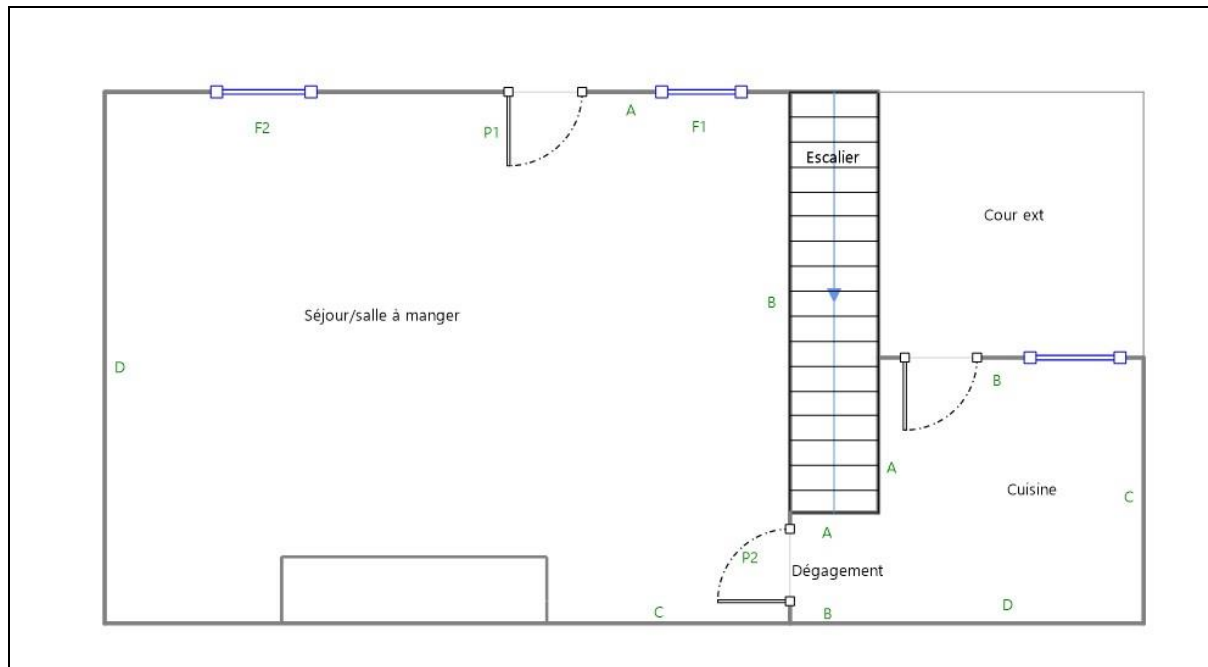 A
F2
F1
P1
Escalier
Cour ext
B
Séjour/salle à manger
D
B
A
Cuisine
C
A
P2
Dégagement
D
C
B